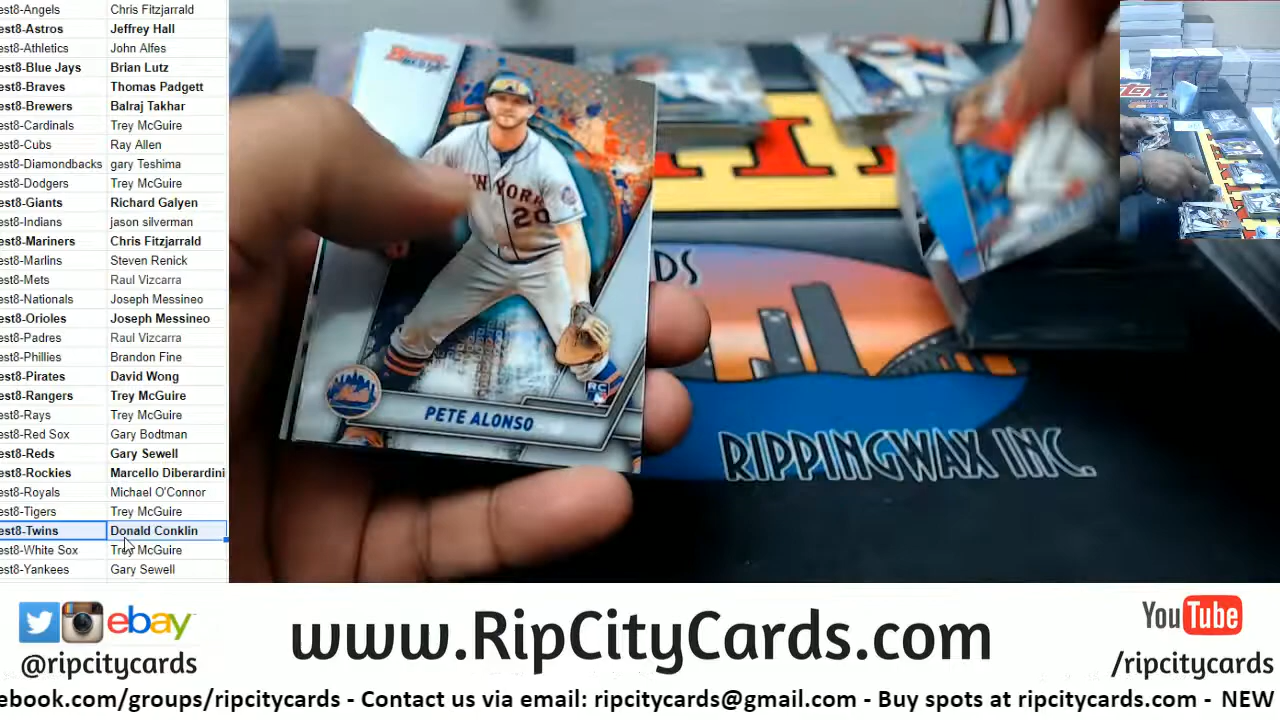 est8-Angels Chris Fitzjarrald
est8-Astros Jeffrey Hall
est8-Athletics John Alfes
est8-Blue Jays Brian Lutz
est8-Braves Thomas Padgett
est8-Brewers Balraj Takhar
est8-Cardinals Trey McGuire
est8-Cubs Ray Allen
est8-Diamondbacks gary Teshima
est8-Dodgers Trey McGuire
est8-Giants Richard Galyen
est8-Indians jason silverman
est8-Mariners Chris Fitzjarrald
est8-Marlins Steven Renick
est8-Mets Raul Vizcarra
est8-Nationals Joseph Messineo
est8-Orioles Joseph Messineo
est8-Padres Raul Vizcarra
est8-Phillies Brandon Fine
est8-Pirates David Wong
est8-Rangers Trey McGuire
est8-Rays Trey McGuire
est8-Red Sox Gary Bodtman
est8-Reds Gary Sewell
est8-Rockies Marcello Diberardini
est8-Royals Michael O'Connor
est8-Tigers Trey McGuire
est8-Twins Donald Conklin
est8-White Sox Trey McGuire
est8-Yankees Gary Sewell
NEW YORK
20
RC
PETE ALONSO
DS
RIPPINGWAX INC.
ebay
@ripcitycards
www.RipCityCards.com
YouTube
/ripcitycards
ebook.com/groups/ripcitycards - Contact us via email: ripcitycards@gmail.com - Buy spots at ripcitycards.com - NEW